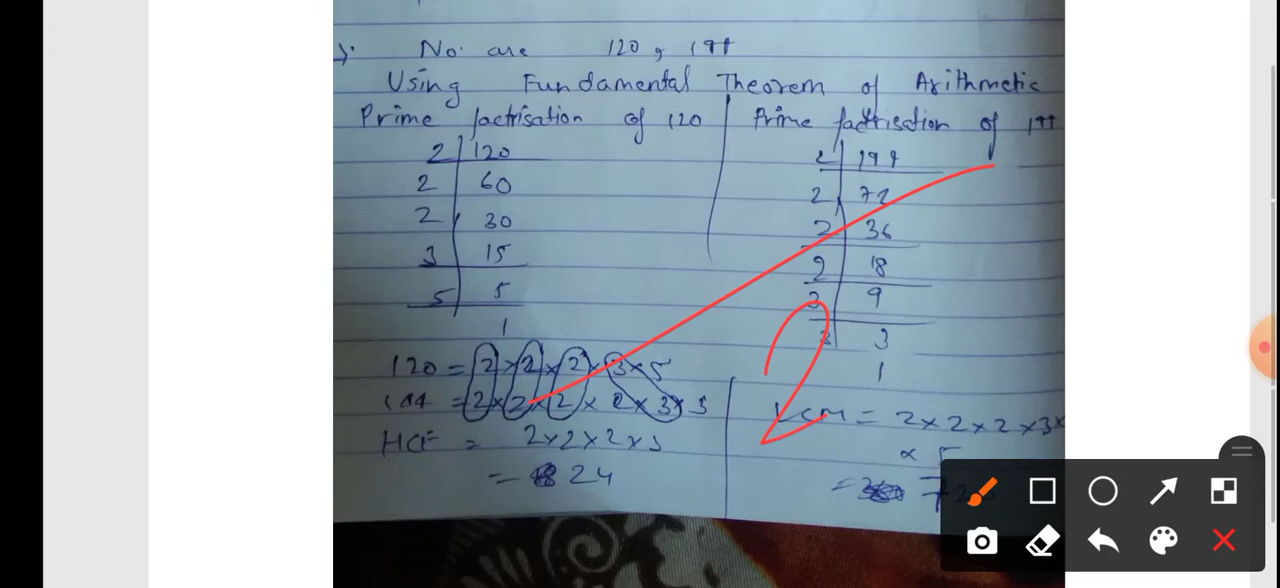 No. are 120, 144
Using Fundamental Theorem of Arithmetic
Prime factrisation of 120
2 120
2 60
2 30
3 15
5 5
1
Prime factrisation of 144
2 144
2 72
2 36
2 18
3 9
3 3
1
120 = 2 × 2 × 2 × 3 × 5
144 = 2 × 2 × 2 × 2 × 3 × 3
HCF = 2×2×2×3
= 24
LCM = 2 × 2 × 2 × 3 ×
× 5
=
2